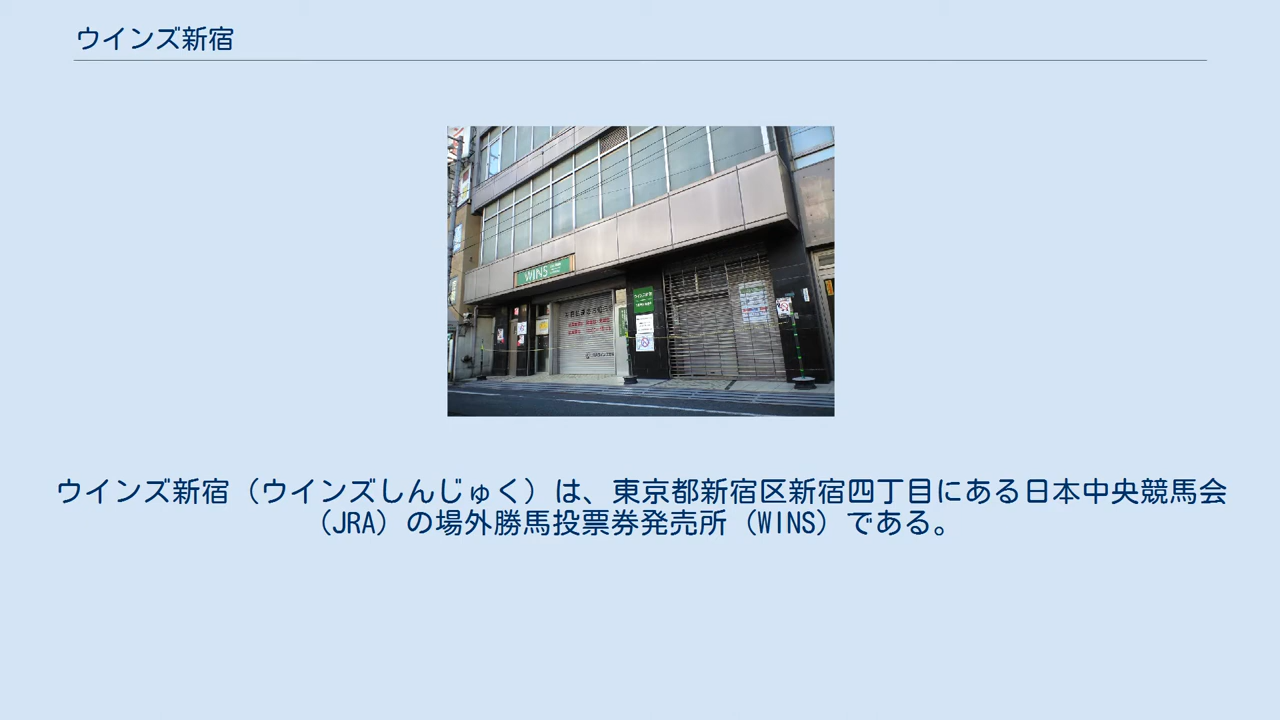 ウインズ新宿
WINS
ウインズ新宿（ウインズしんじゅく）は、東京都新宿区新宿四丁目にある日本中央競馬会
（JRA）の場外勝馬投票券発売所（WINS）である。